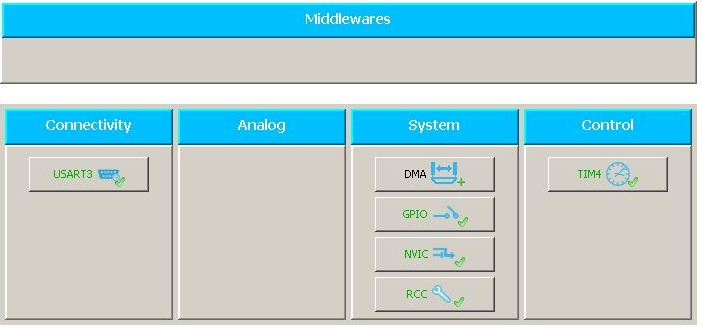 Middlewares
Connectivity Analog System Control
USART3 DMA TIM4
GPIO
NVIC
RCC